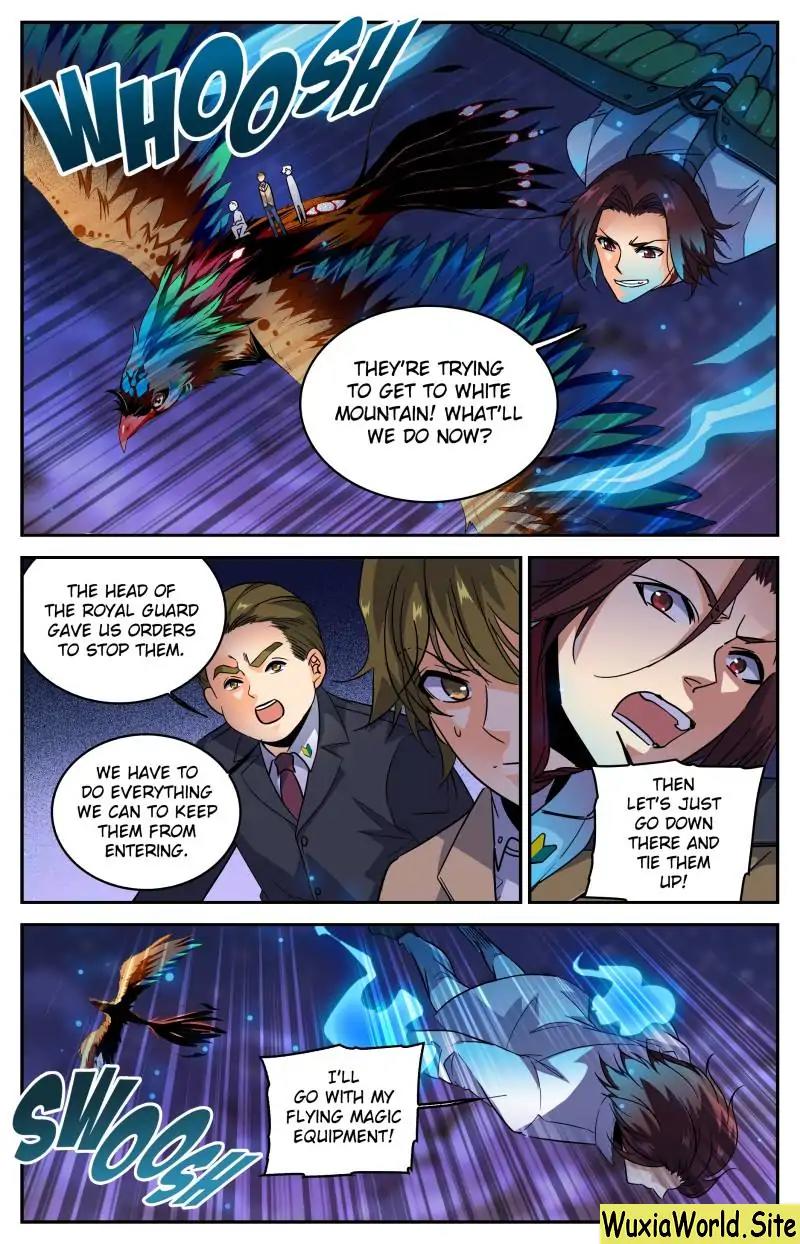 WHOOSH
THEY'RE TRYING
TO GET TO WHITE
MOUNTAIN! WHAT'LL
WE DO NOW?
THE HEAD OF
THE ROYAL GUARD
GAVE US ORDERS
TO STOP THEM.
WE HAVE TO
DO EVERYTHING
WE CAN TO KEEP
THEM FROM
ENTERING.
THEN
LET'S JUST
GO DOWN
THERE AND
TIE THEM
UP!
I'LL
GO WITH MY
FLYING MAGIC
EQUIPMENT!
SWOOSH
WuxiaWorld.Site